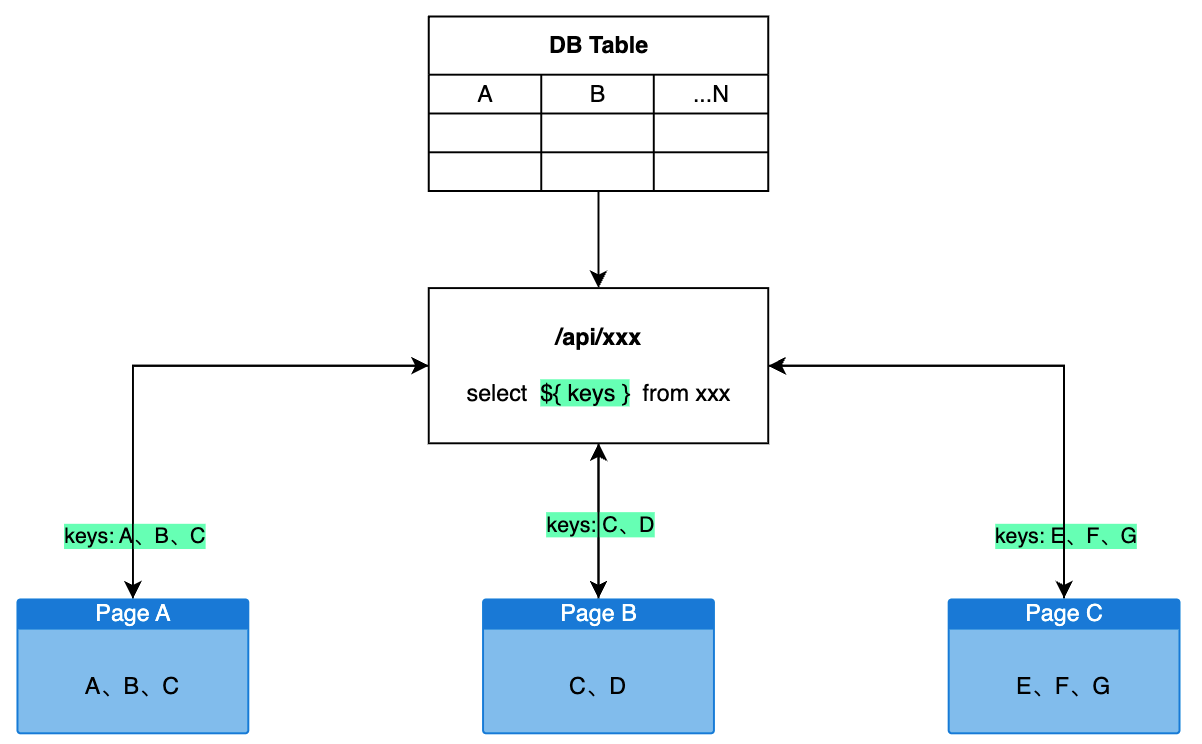 DB Table
A
B
...N
/api/xxx
select ${ keys } from xxx
keys: A、B、C
keys: C、D
keys: E、F、G
Page A
Page B
Page C
A、B、C
C、D
E、F、G